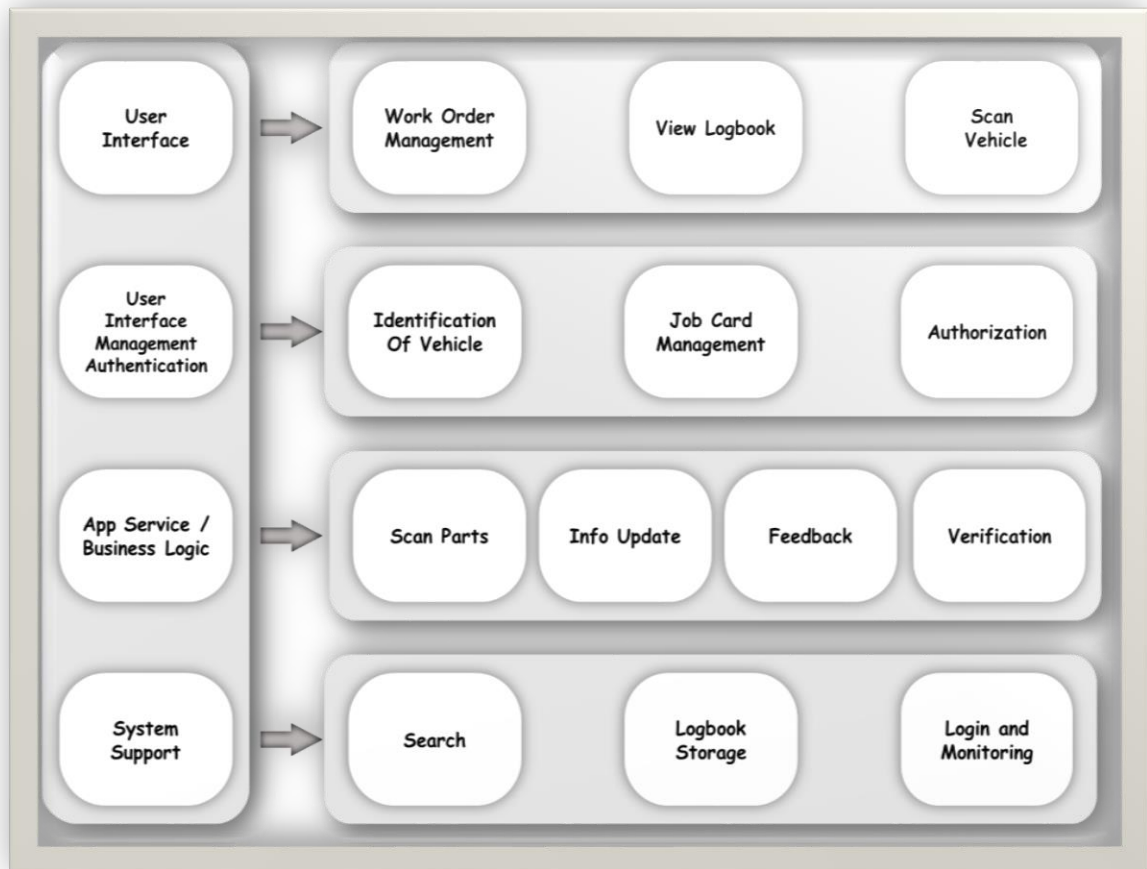 User
Interface
Work Order
Management
View Logbook
Scan
Vehicle
User
Interface
Management
Authentication
Identification
Of Vehicle
Job Card
Management
Authorization
App Service /
Business Logic
Scan Parts
Info Update
Feedback
Verification
System
Support
Search
Logbook
Storage
Login and
Monitoring